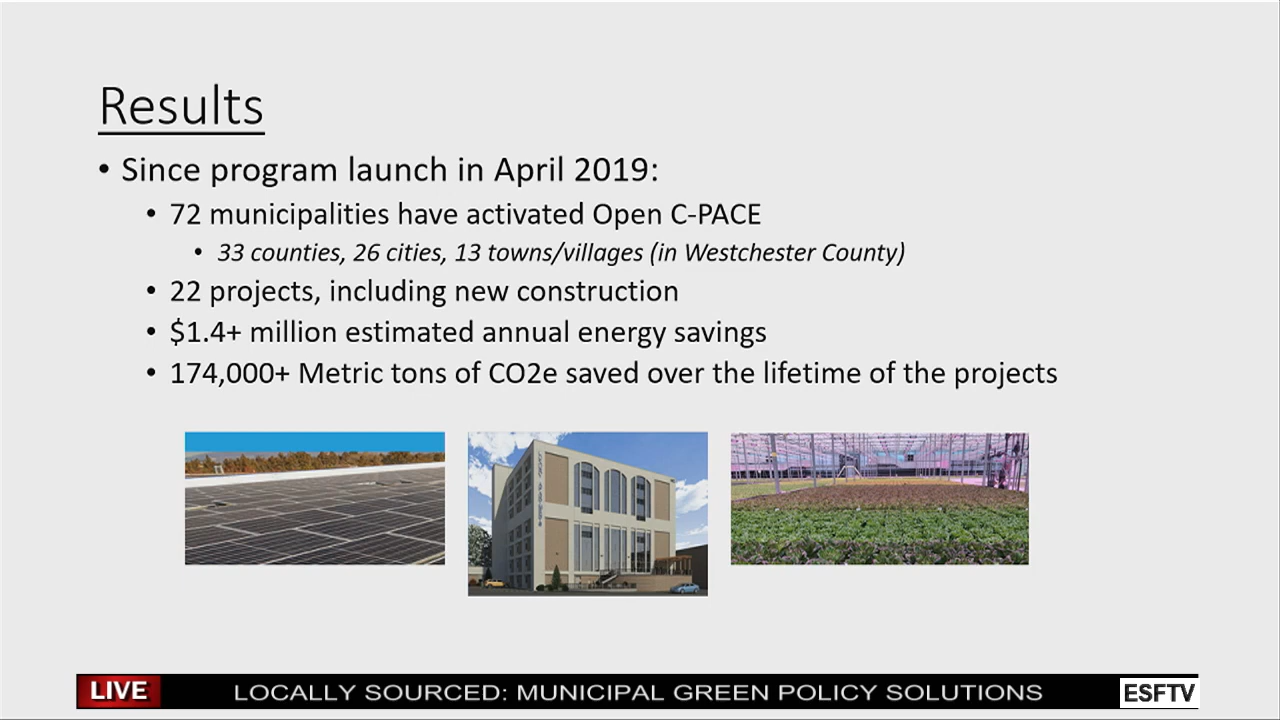 Results
• Since program launch in April 2019:
• 72 municipalities have activated Open C-PACE
• 33 counties, 26 cities, 13 towns/villages (in Westchester County)
• 22 projects, including new construction
• $1.4+ million estimated annual energy savings
• 174,000+ Metric tons of CO2e saved over the lifetime of the projects
LIVE LOCALLY SOURCED: MUNICIPAL GREEN POLICY SOLUTIONS ESFTV